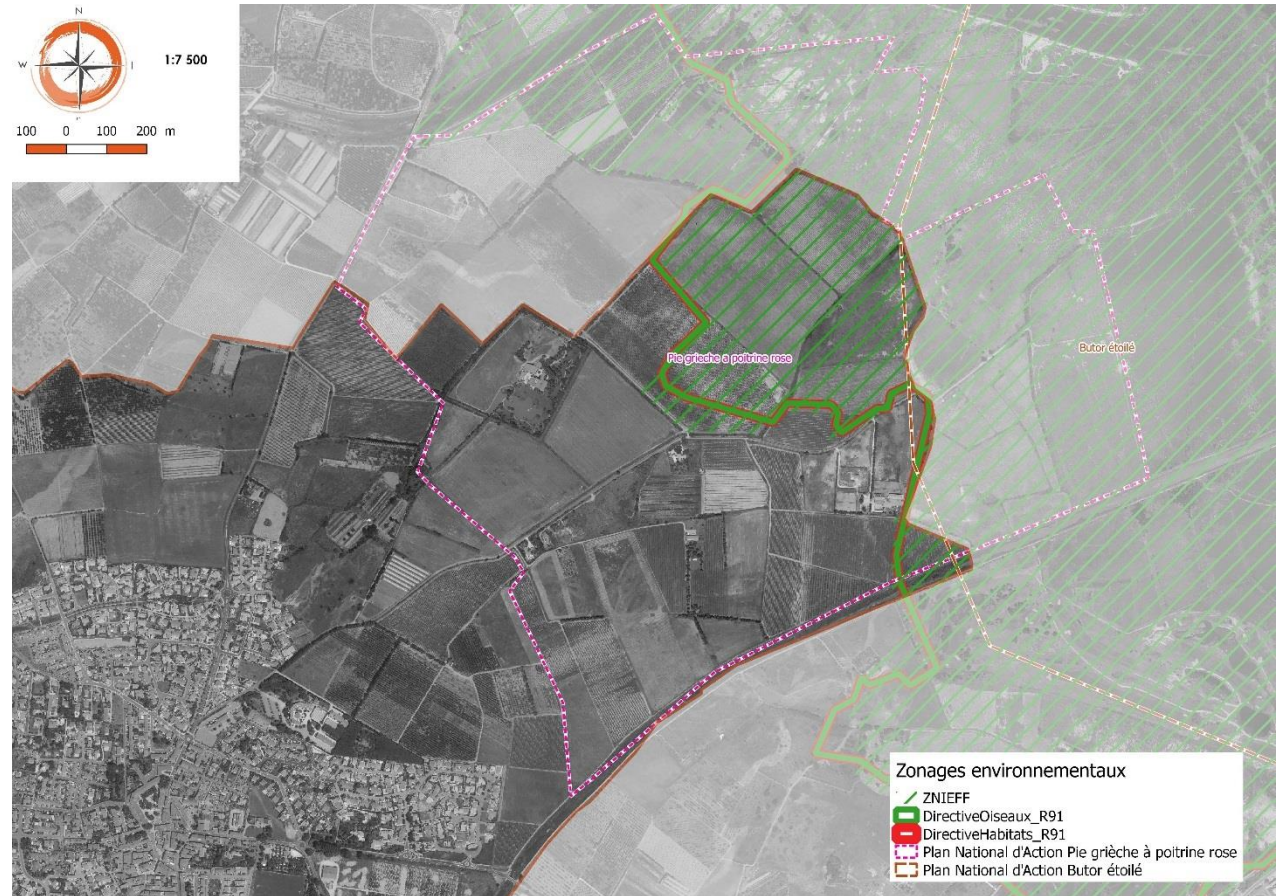 N
W
1:7 500
100 0 100 200 m
Pie grieche a poitrine rose
Butor étoilé
Zonages environnementaux
ZNIEFF
DirectiveOiseaux_R91
DirectiveHabitats_R91
Plan National d'Action Pie grièche à poitrine rose
Plan National d'Action Butor étoilé